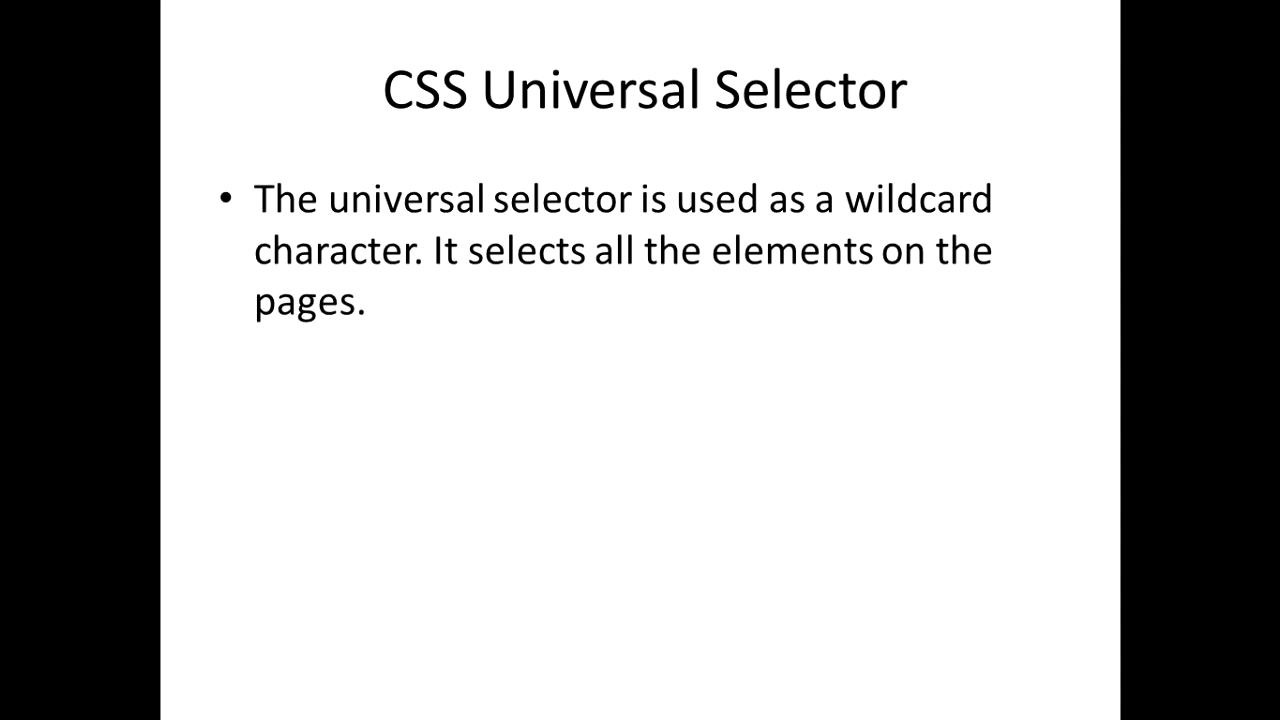 CSS Universal Selector
• The universal selector is used as a wildcard
character. It selects all the elements on the
pages.